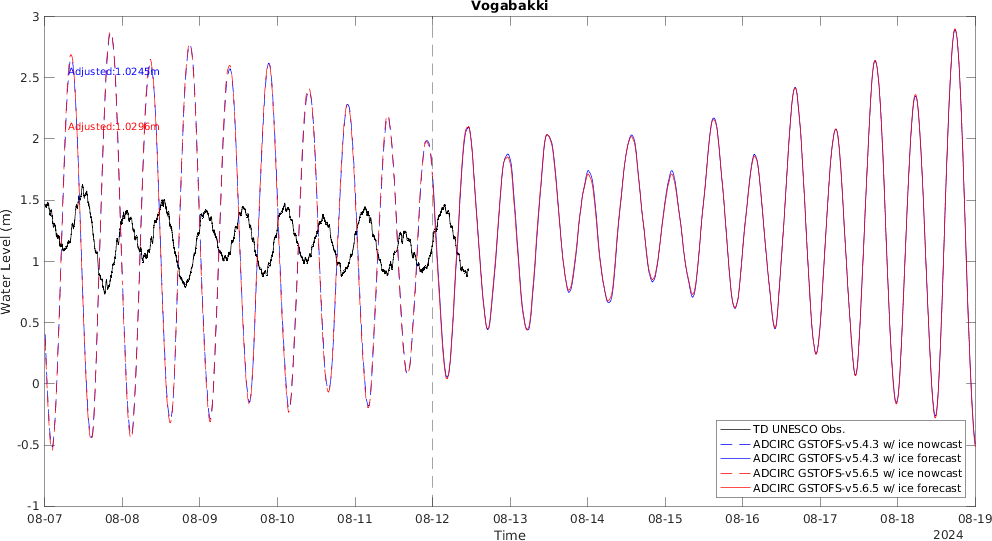 Vogabakki
Water Level (m)
3
2.5
2
1.5
1
0.5
0
-0.5
-1
Adjusted:1.0245m
Adjusted:1.0296m
TD UNESCO Obs.
ADCIRC GSTOFS-v5.4.3 w/ ice nowcast
ADCIRC GSTOFS-v5.4.3 w/ ice forecast
ADCIRC GSTOFS-v5.6.5 w/ ice nowcast
ADCIRC GSTOFS-v5.6.5 w/ ice forecast
08-07 08-08 08-09 08-10 08-11 08-12 08-13 08-14 08-15 08-16 08-17 08-18 08-19
Time
2024